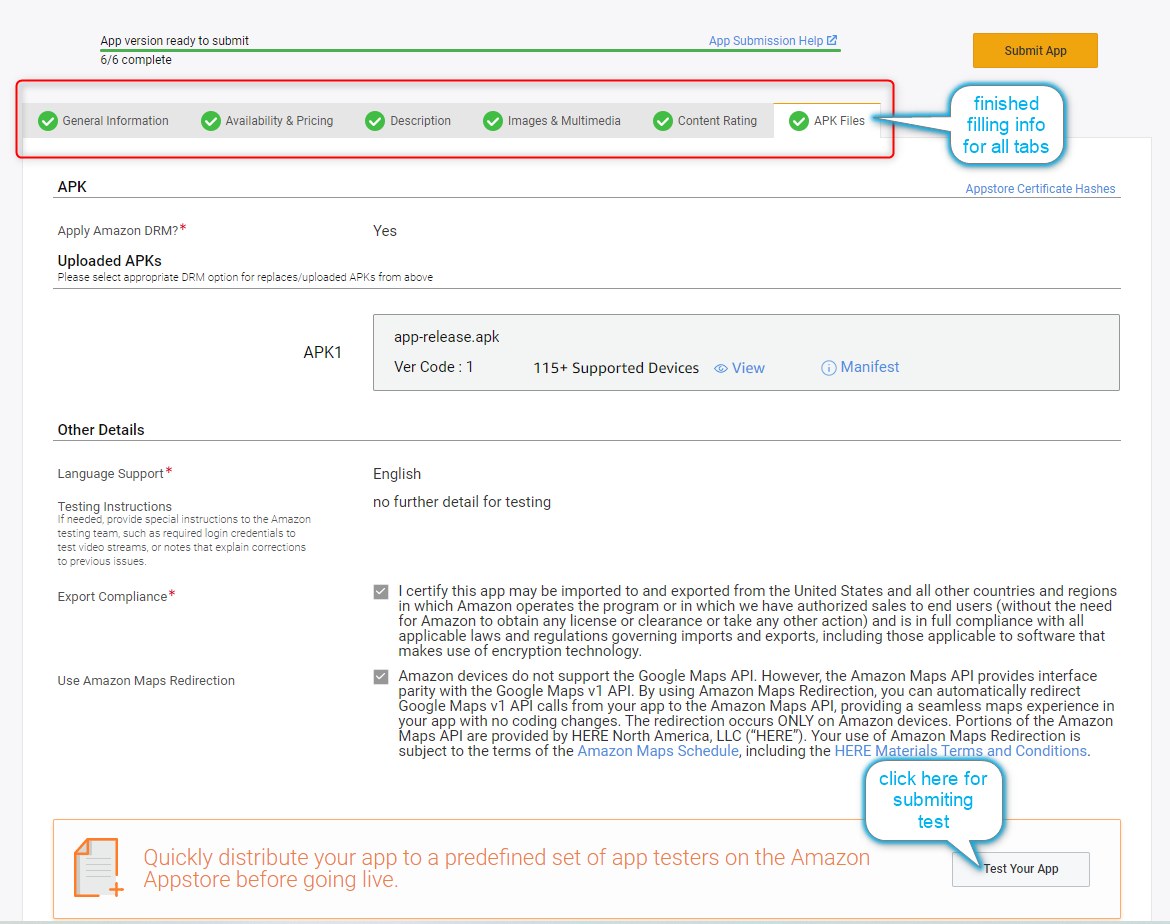 App version ready to submit
App Submission Help
6/6 complete
Submit App
General Information
Availability & Pricing
Description
Images & Multimedia
Content Rating
APK Files
finished
filling info
for all tabs
APK
Appstore Certificate Hashes
Apply Amazon DRM?*
Yes
Uploaded APKs
Please select appropriate DRM option for replaces/uploaded APKs from above
APK1
app-release.apk
Ver Code : 1
115+ Supported Devices
View
Manifest
Other Details
Language Support*
English
Testing Instructions
If needed, provide special instructions to the Amazon
testing team, such as required login credentials to
test video streams, or notes that explain corrections
to previous issues.
no further detail for testing
Export Compliance*
I certify this app may be imported to and exported from the United States and all other countries and regions
in which Amazon operates the program or in which we have authorized sales to end users (without the need
for Amazon to obtain any license or clearance or take any other action) and is in full compliance with all
applicable laws and regulations governing imports and exports, including those applicable to software that
makes use of encryption technology.
Use Amazon Maps Redirection
Amazon devices do not support the Google Maps API. However, the Amazon Maps API provides interface
parity with the Google Maps v1 API. By using Amazon Maps Redirection, you can automatically redirect
Google Maps v1 API calls from your app to the Amazon Maps API, providing a seamless maps experience in
your app with no coding changes. The redirection occurs ONLY on Amazon devices. Portions of the Amazon
Maps API are provided by HERE North America, LLC (“HERE”). Your use of Amazon Maps Redirection is
subject to the terms of the Amazon Maps Schedule, including the HERE Materials Terms and Conditions.
click here for
submiting
test
Quickly distribute your app to a predefined set of app testers on the Amazon
Appstore before going live.
Test Your App